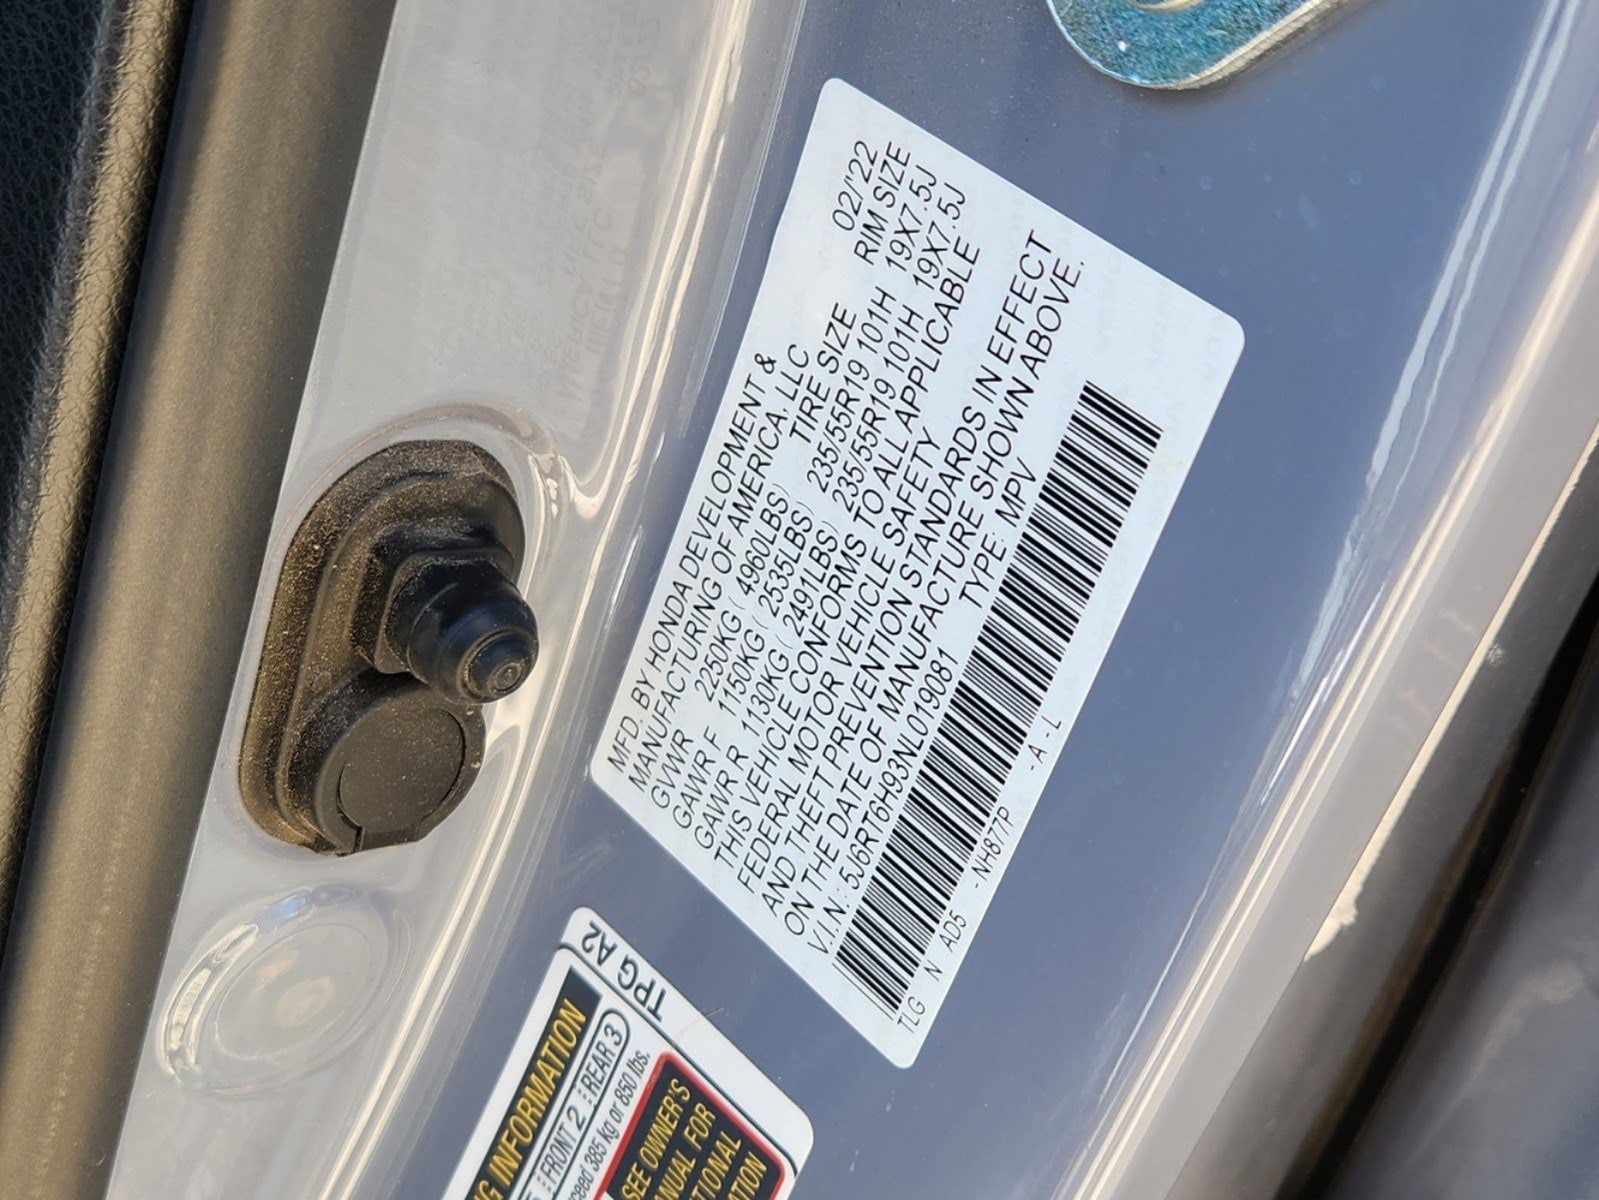 MFD. BY HONDA DEVELOPMENT & 02/'22
MANUFACTURING OF AMERICA, LLC RIM SIZE
GVWR 2250KG ( 4960LBS) TIRE SIZE 19X7.5J
GAWR F 1150KG ( 2535LBS) 235/55R19 101H 19X7.5J
GAWR R 1130KG ( 2491LBS) 235/55R19 101H
THIS VEHICLE CONFORMS TO ALL APPLICABLE
FEDERAL MOTOR VEHICLE SAFETY
AND THEFT PREVENTION STANDARDS IN EFFECT
ON THE DATE OF MANUFACTURE SHOWN ABOVE.
V.I.N.: 5J6RT6H93NL019081 TYPE: MPV
TLG N AD5 -NH877P -A-L
TPG A2
INFORMATION
FRONT 2 REAR 3
385 kg or 850 lbs.
SEE OWNER'S
FOR